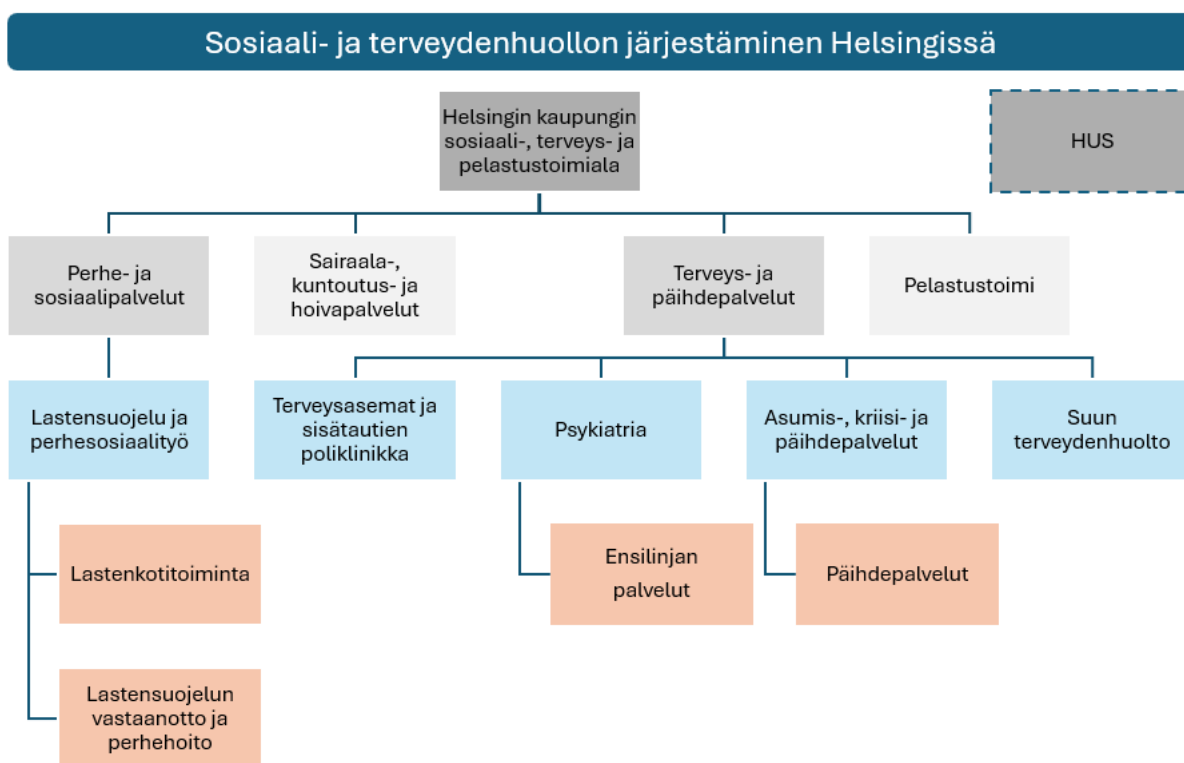 Sosiaali- ja terveydenhuollon järjestäminen Helsingissä
Helsingin kaupungin
sosiaali-, terveys- ja
pelastustoimiala
HUS
Perhe- ja
sosiaalipalvelut
Sairaala-,
kuntoutus- ja
hoivapalvelut
Terveys- ja
päihdepalvelut
Pelastustoimi
Lastensuojelu ja
perhesosiaalityö
Terveysasemat ja
sisätautien
poliklinikka
Psykiatria
Asumis-, kriisi- ja
päihdepalvelut
Suun
terveydenhuolto
Lastenkotitoiminta
Ensilinjan
palvelut
Päihdepalvelut
Lastensuojelun
vastaanotto ja
perhehoito